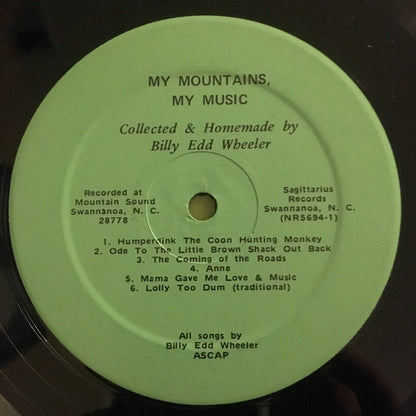 MY MOUNTAINS,
MY MUSIC
Collected & Homemade by
Billy Edd Wheeler
Recorded at
Mountain Sound
Swannanoa, N. C.
28778
Sagittarius
Records
Swannanoa, N. C.
(NR5694-1)
1. Humperdink The Coon Hunting Monkey
2. Ode To The Little Brown Shack Out Back
3. The Coming of the Roads
4. Anne
5. Mama Gave Me Love & Music
6. Lolly Too Dum (traditional)
All songs by
Billy Edd Wheeler
ASCAP